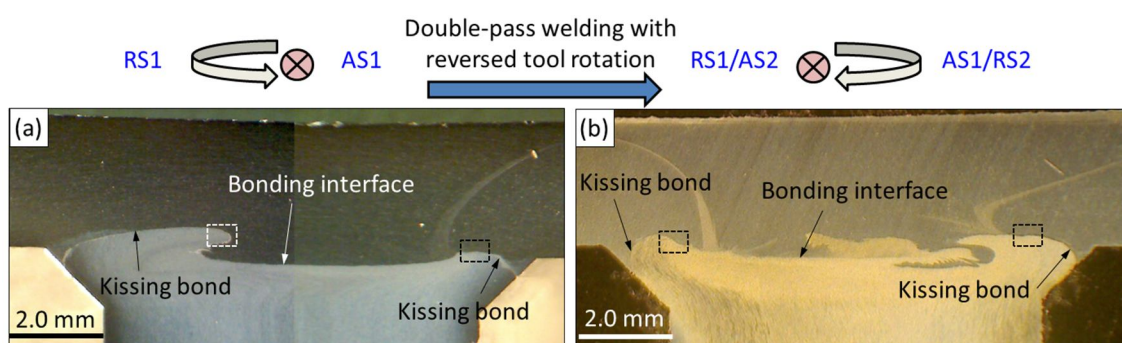 Double-pass welding with
reversed tool rotation
RS1
AS1
RS1/AS2
AS1/RS2
(a)
Bonding interface
Kissing bond
Kissing bond
2.0 mm
(b)
Kissing bond
Bonding interface
Kissing bond
2.0 mm